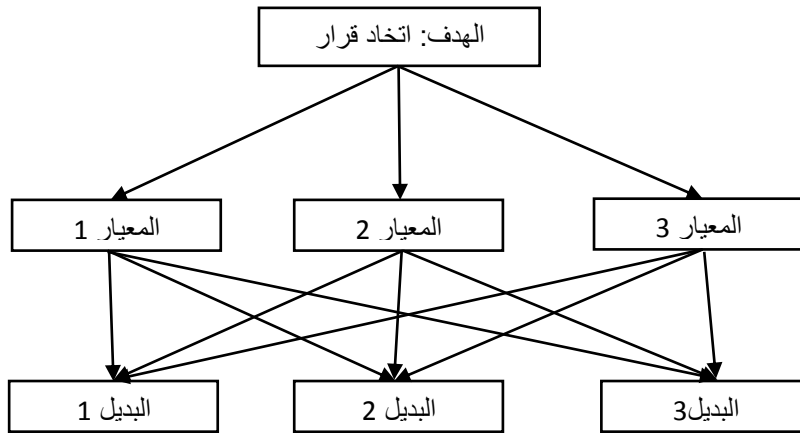 الهدف: اتخاد قرار
المعيار 1
المعيار 2
المعيار 3
البديل 1
البديل 2
البديل3